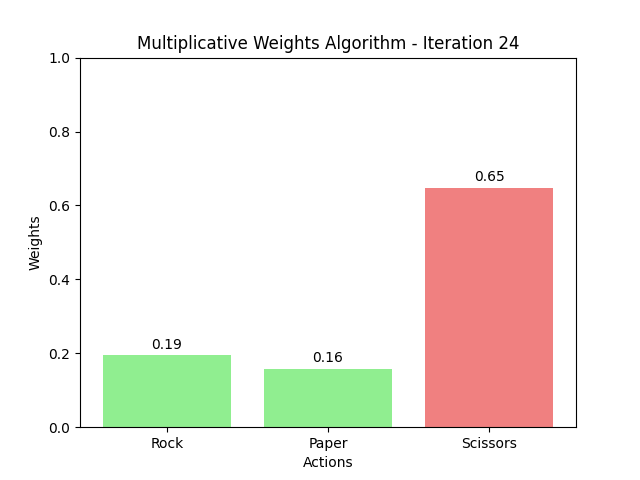 Multiplicative Weights Algorithm - Iteration 24
1.0
0.8
0.6
0.4
0.2
0.0
Weights
0.19
0.16
0.65
Rock
Paper
Scissors
Actions